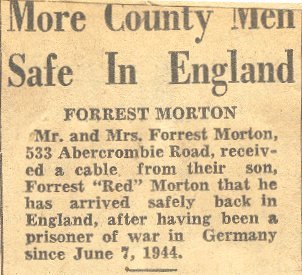 More County Men
Safe In England
FORREST MORTON
Mr. and Mrs. Forrest Morton,
533 Abercrombie Road, receiv-
ed a cable from their son,
Forrest "Red" Morton that he
has arrived safely back in
England, after having been a
prisoner of war in Germany
since June 7, 1944.